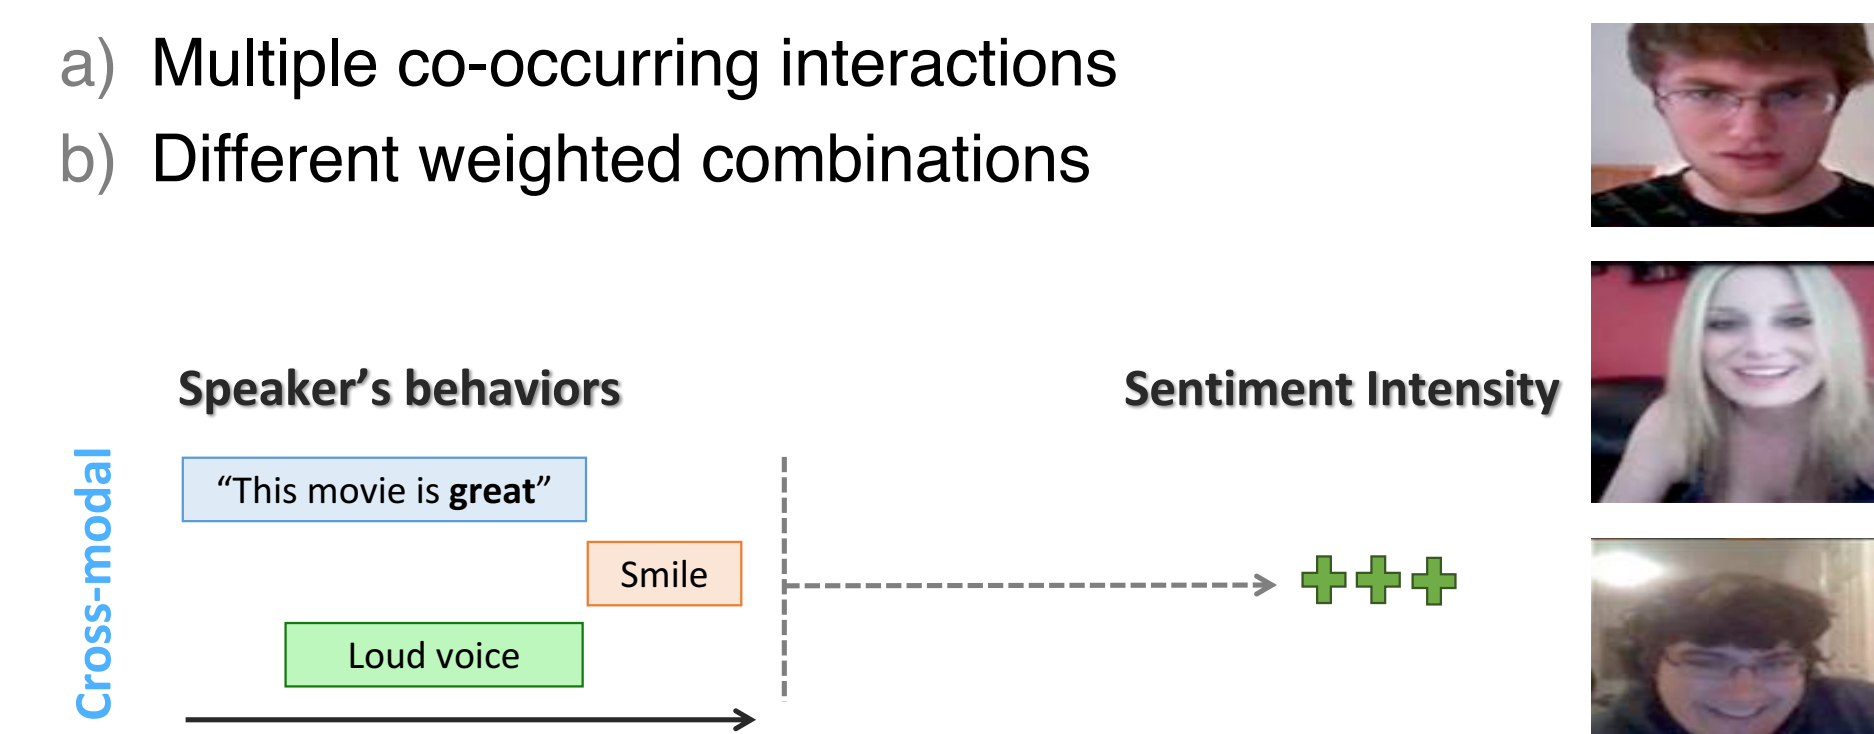 a) Multiple co-occurring interactions
b) Different weighted combinations
Speaker’s behaviors
Sentiment Intensity
Cross-modal
“This movie is great”
Smile
Loud voice